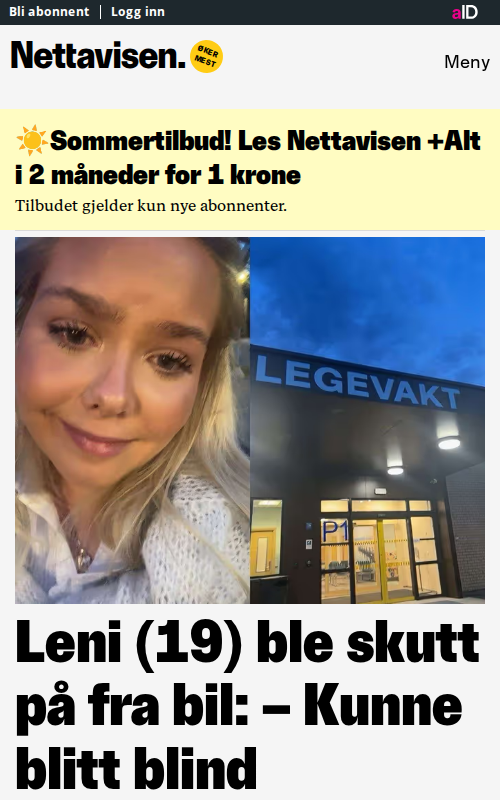 Bli abonnent | Logg inn
aID
Nettavisen.
ØKER
MEST
Meny
☀️Sommertilbud! Les Nettavisen +Alt
i 2 måneder for 1 krone
Tilbudet gjelder kun nye abonnenter.
LEGEVAKT
P1
Leni (19) ble skutt
på fra bil: – Kunne
blitt blind